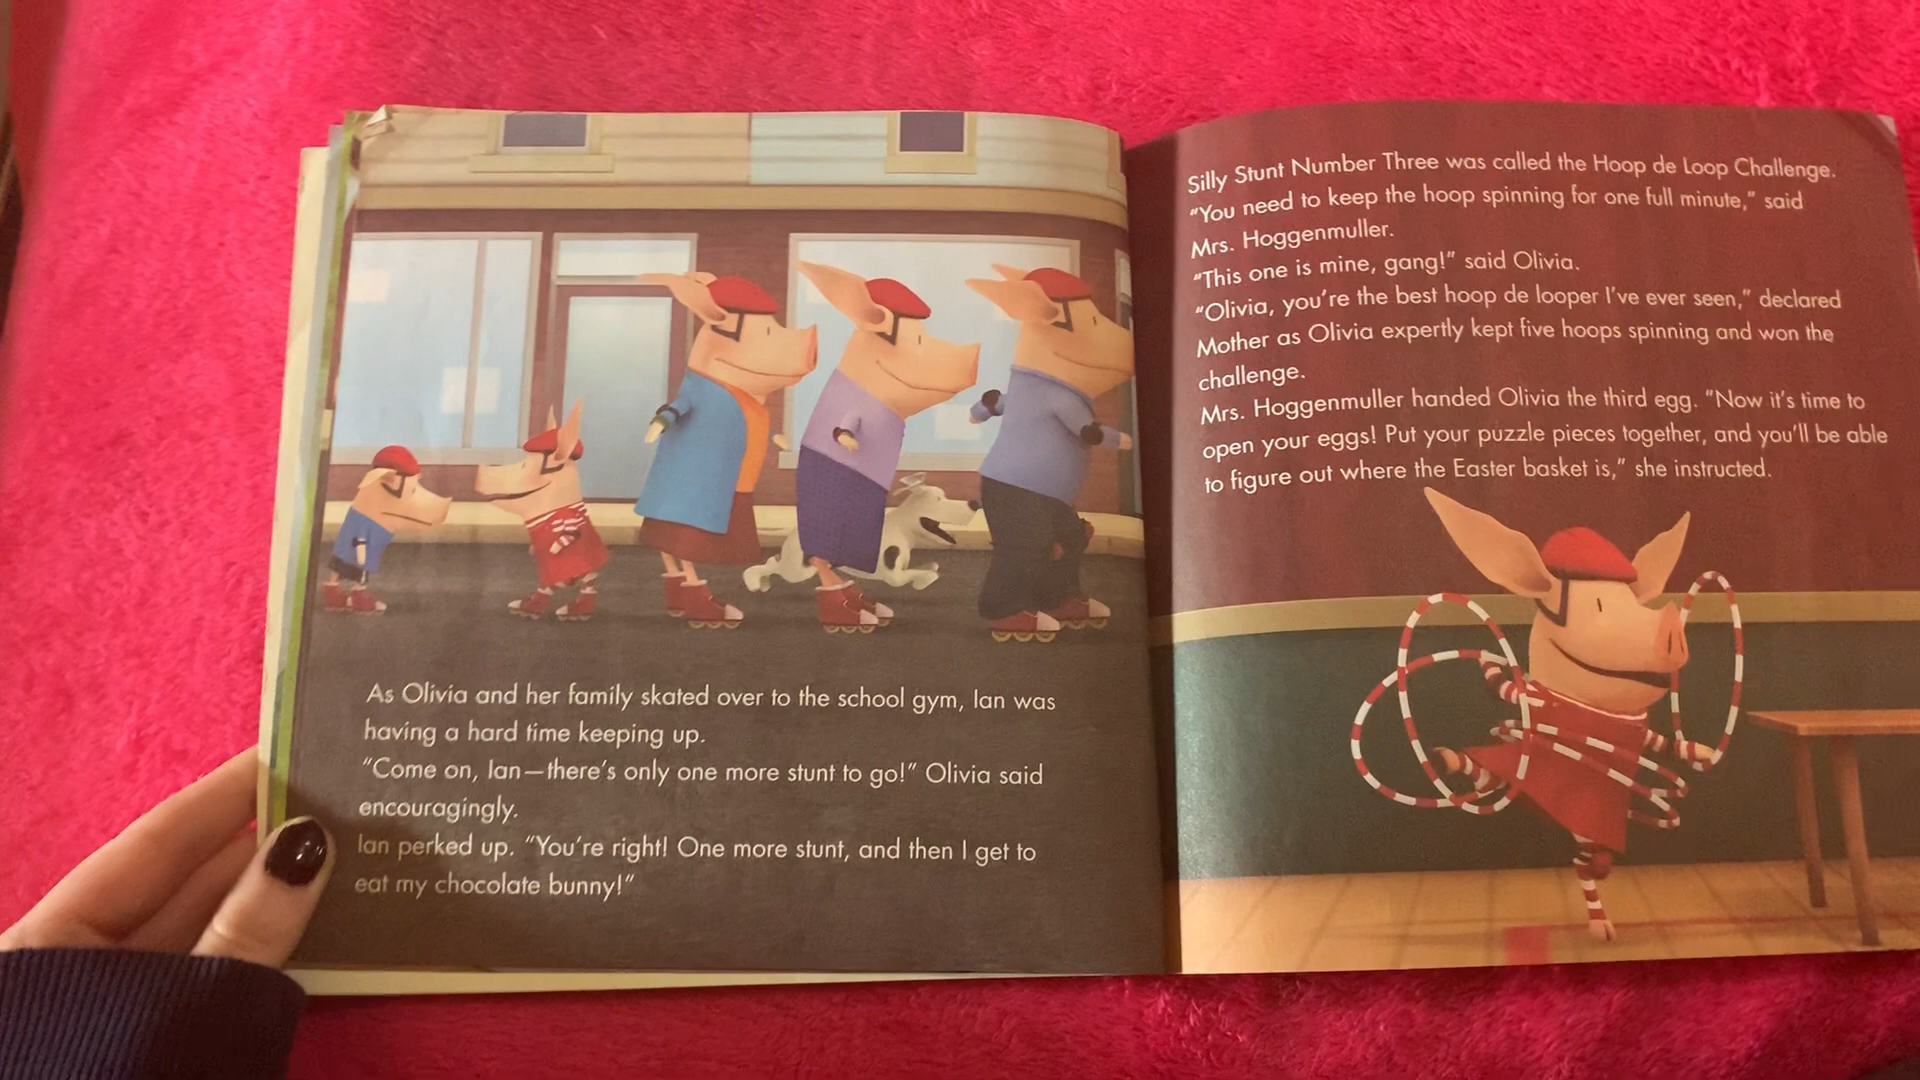 As Olivia and her family skated over to the school gym, Ian was
having a hard time keeping up.
“Come on, Ian—there’s only one more stunt to go!” Olivia said
encouragingly.
Ian perked up. “You’re right! One more stunt, and then I get to
eat my chocolate bunny!”
Silly Stunt Number Three was called the Hoop de Loop Challenge.
“You need to keep the hoop spinning for one full minute,” said
Mrs. Hoggenmuller.
“This one is mine, gang!” said Olivia.
“Olivia, you’re the best hoop de looper I’ve ever seen,” declared
Mother as Olivia expertly kept five hoops spinning and won the
challenge.
Mrs. Hoggenmuller handed Olivia the third egg. “Now it’s time to
open your eggs! Put your puzzle pieces together, and you’ll be able
to figure out where the Easter basket is,” she instructed.